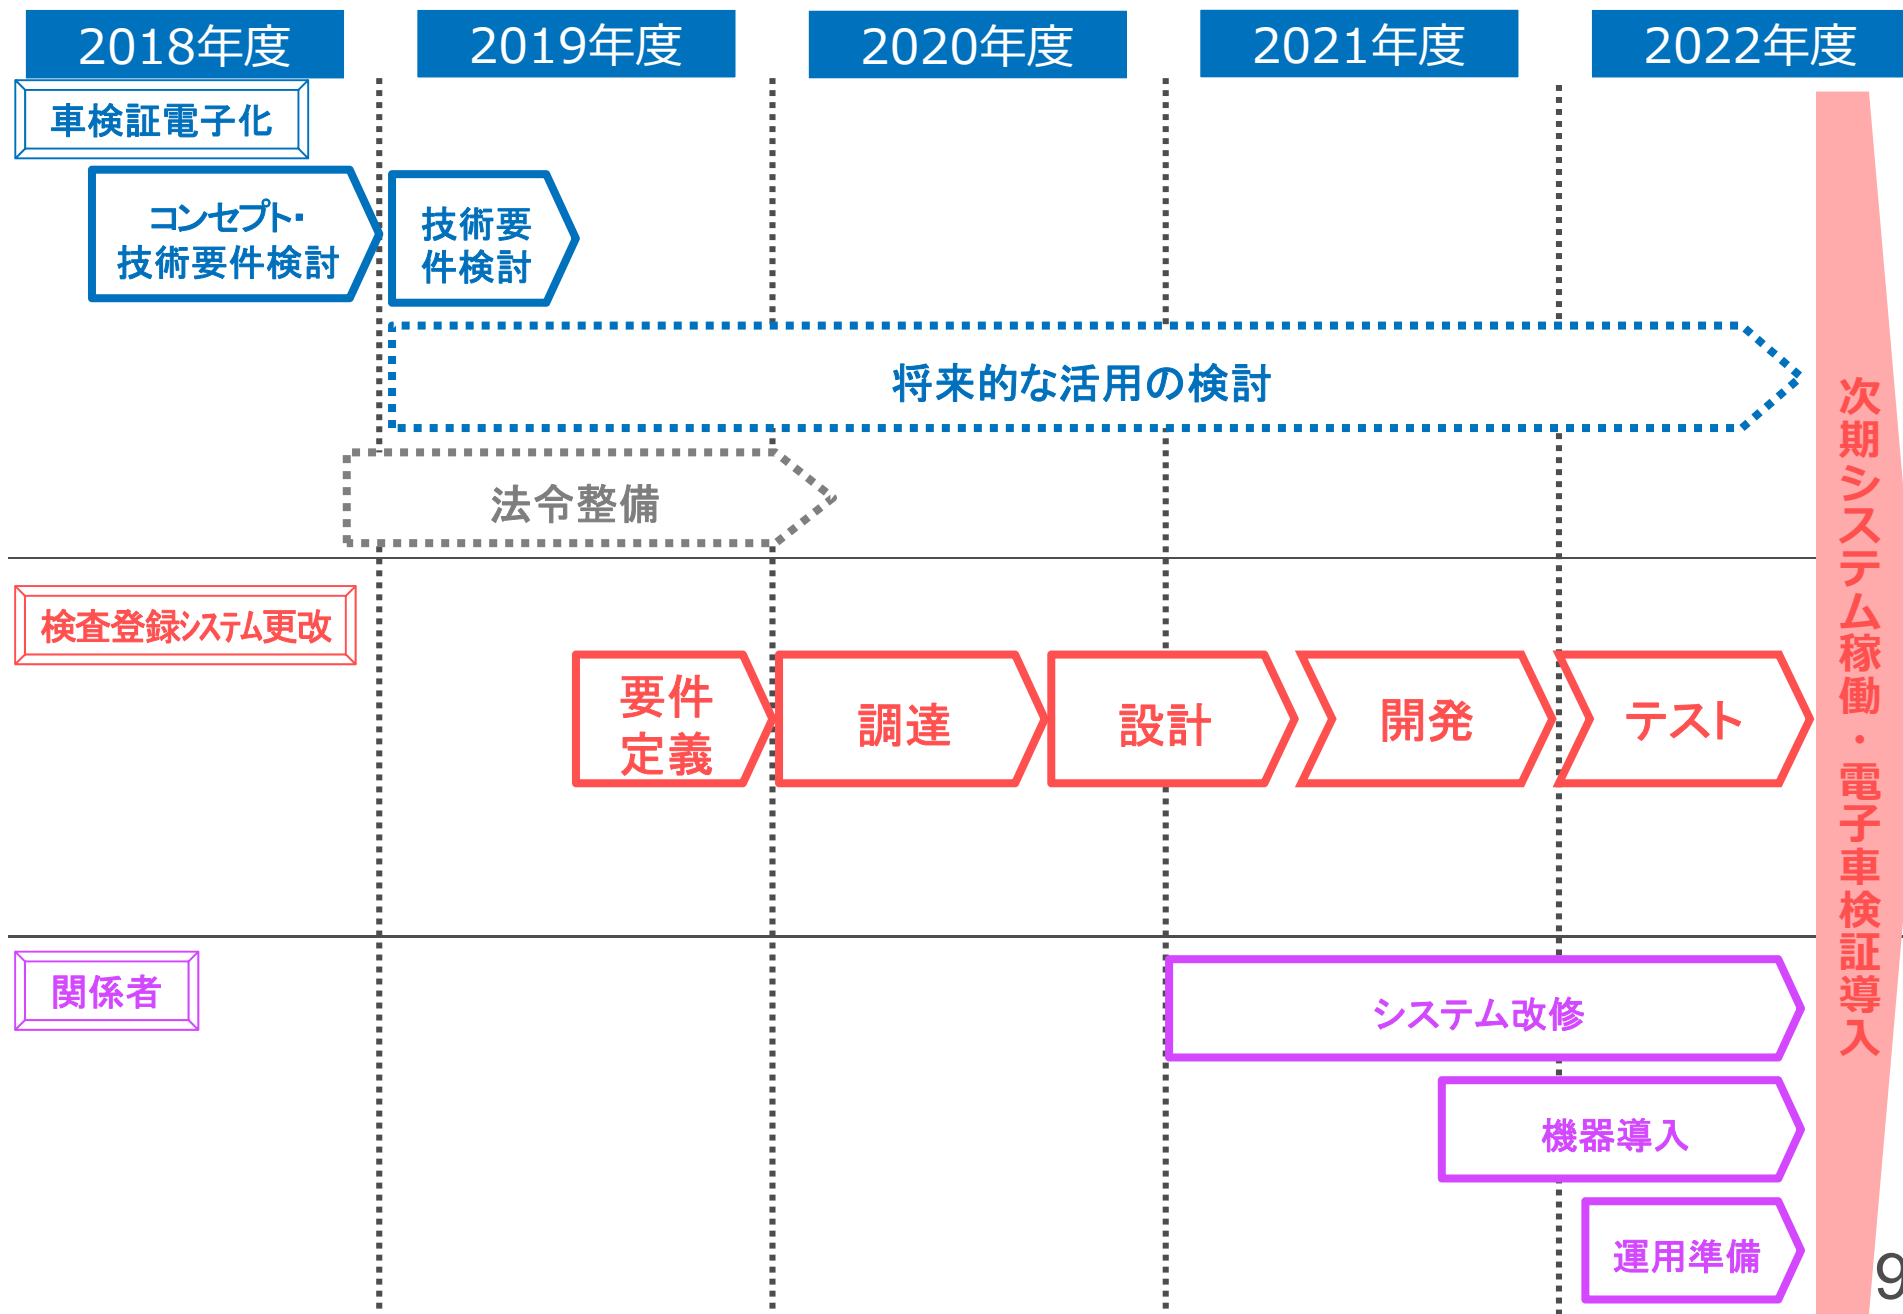 2018年度
2019年度
2020年度
2021年度
2022年度
車検証電子化
コンセプト・
技術要件検討
技術要
件検討
将来的な活用の検討
法令整備
検査登録システム更改
要件
定義
調達
設計
開発
テスト
関係者
システム改修
機器導入
運用準備
次期システム稼働・電子車検証導入
9